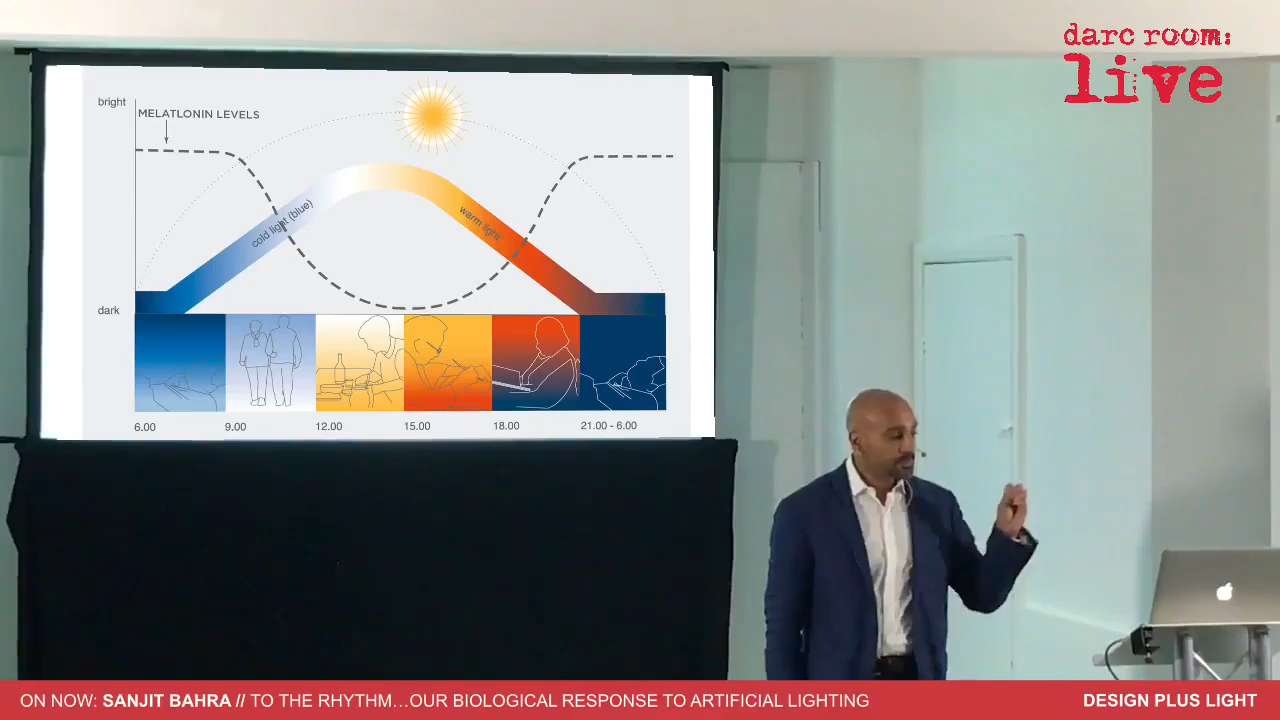 darc room:
live
bright
MELATLONIN LEVELS
cold light (blue)
warm light
dark
6.00 9.00 12.00 15.00 18.00 21.00 - 6.00
ON NOW: SANJIT BAHRA // TO THE RHYTHM...OUR BIOLOGICAL RESPONSE TO ARTIFICIAL LIGHTING
DESIGN PLUS LIGHT